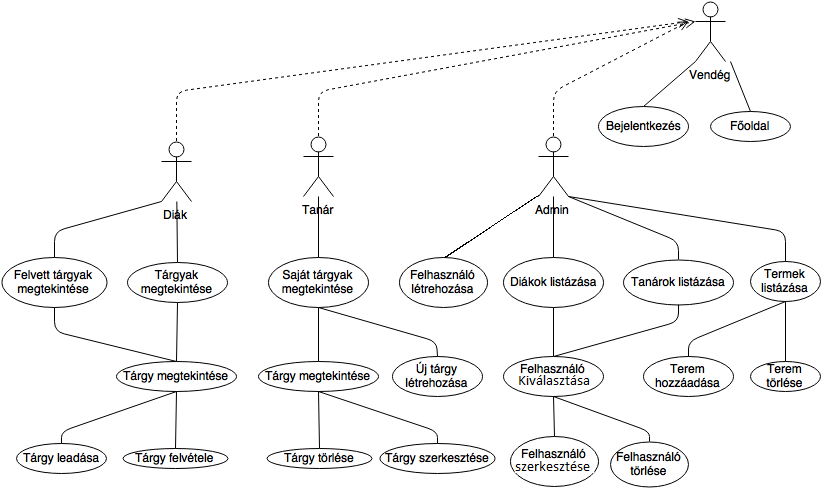 Vendég
Bejelentkezés
Főoldal
Diák
Tanár
Admin
Felvett tárgyak
megtekintése
Tárgyak
megtekintése
Saját tárgyak
megtekintése
Felhasználó
létrehozása
Diákok listázása
Tanárok listázása
Termek
listázása
Tárgy megtekintése
Tárgy megtekintése
Új tárgy
létrehozása
Felhasználó
Kiválasztása
Terem
hozzáadása
Terem
törlése
Tárgy leadása
Tárgy felvétele
Tárgy törlése
Tárgy szerkesztése
Felhasználó
szerkesztése
Felhasználó
törlése